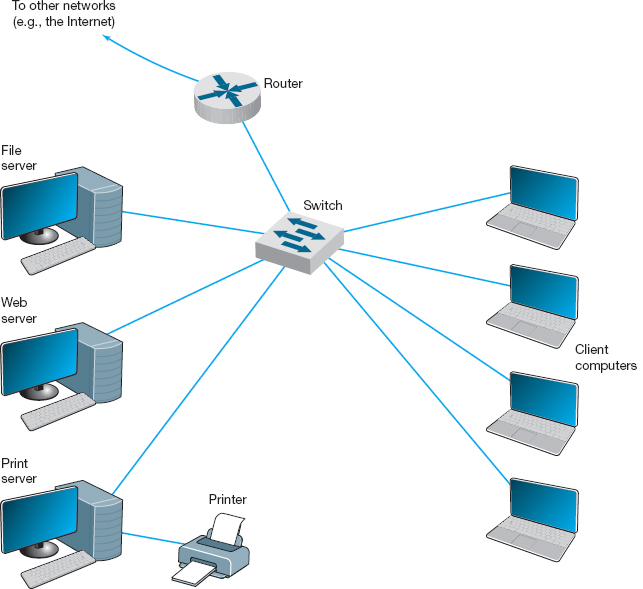 To other networks
(e.g., the Internet)
Router
File
server
Switch
Web
server
Client
computers
Print
server
Printer